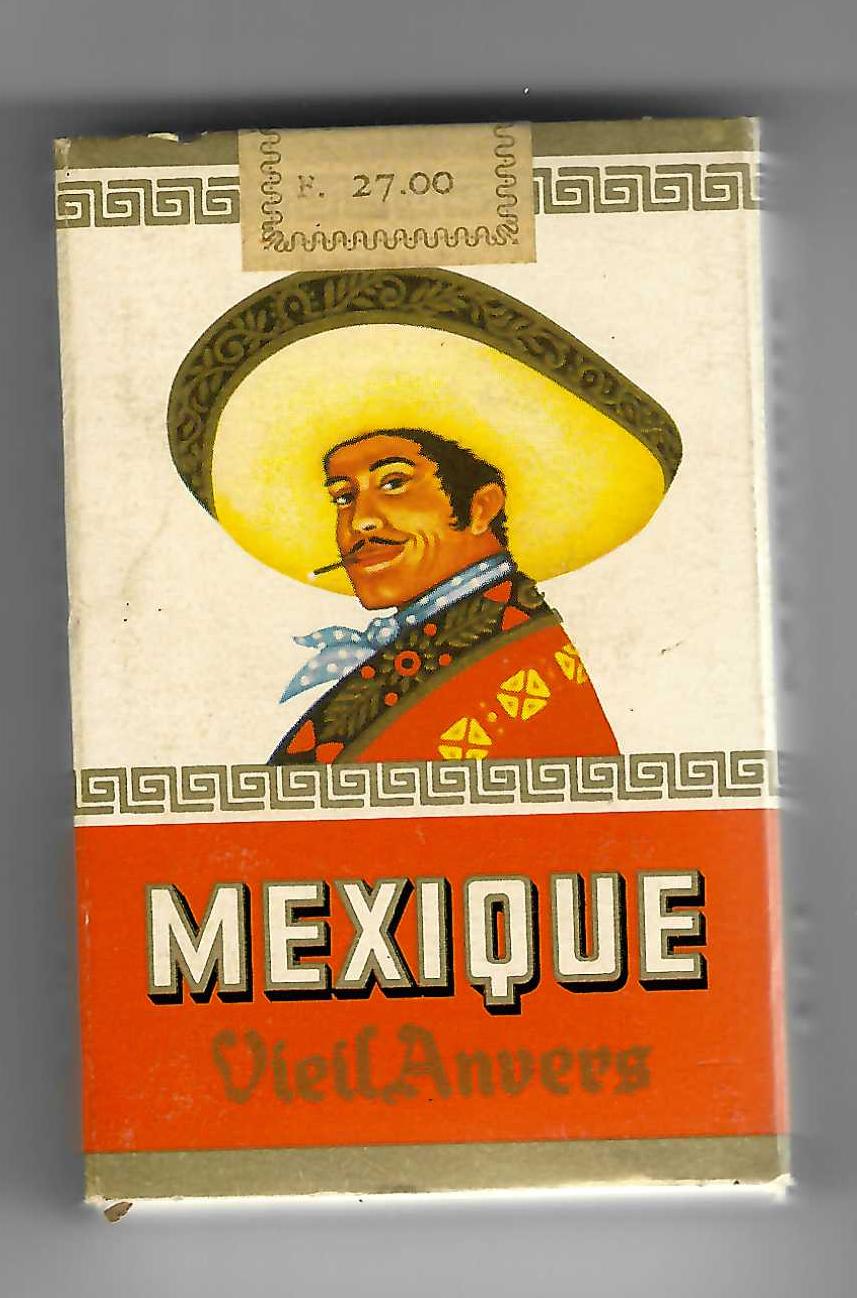 F. 27.00
MEXIQUE
Vieil Anvers